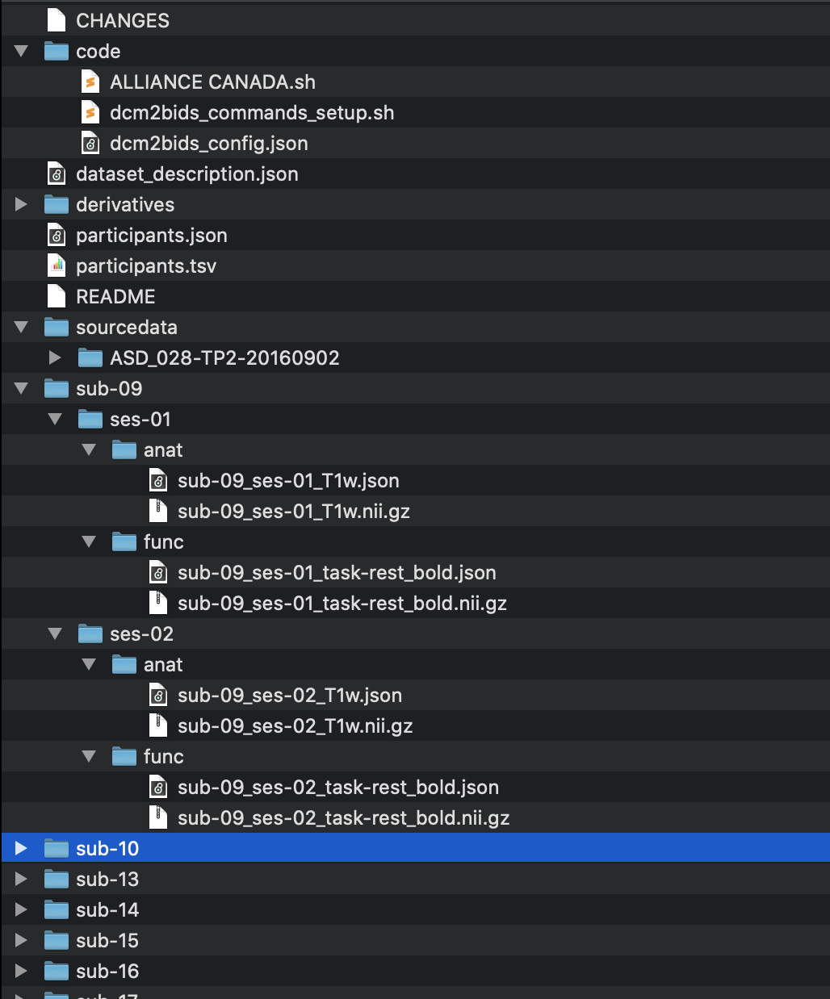 CHANGES
code
ALLIANCE CANADA.sh
dcm2bids_commands_setup.sh
dcm2bids_config.json
dataset_description.json
derivatives
participants.json
participants.tsv
README
sourcedata
ASD_028-TP2-20160902
sub-09
ses-01
anat
sub-09_ses-01_T1w.json
sub-09_ses-01_T1w.nii.gz
func
sub-09_ses-01_task-rest_bold.json
sub-09_ses-01_task-rest_bold.nii.gz
ses-02
anat
sub-09_ses-02_T1w.json
sub-09_ses-02_T1w.nii.gz
func
sub-09_ses-02_task-rest_bold.json
sub-09_ses-02_task-rest_bold.nii.gz
sub-10
sub-13
sub-14
sub-15
sub-16
sub-17